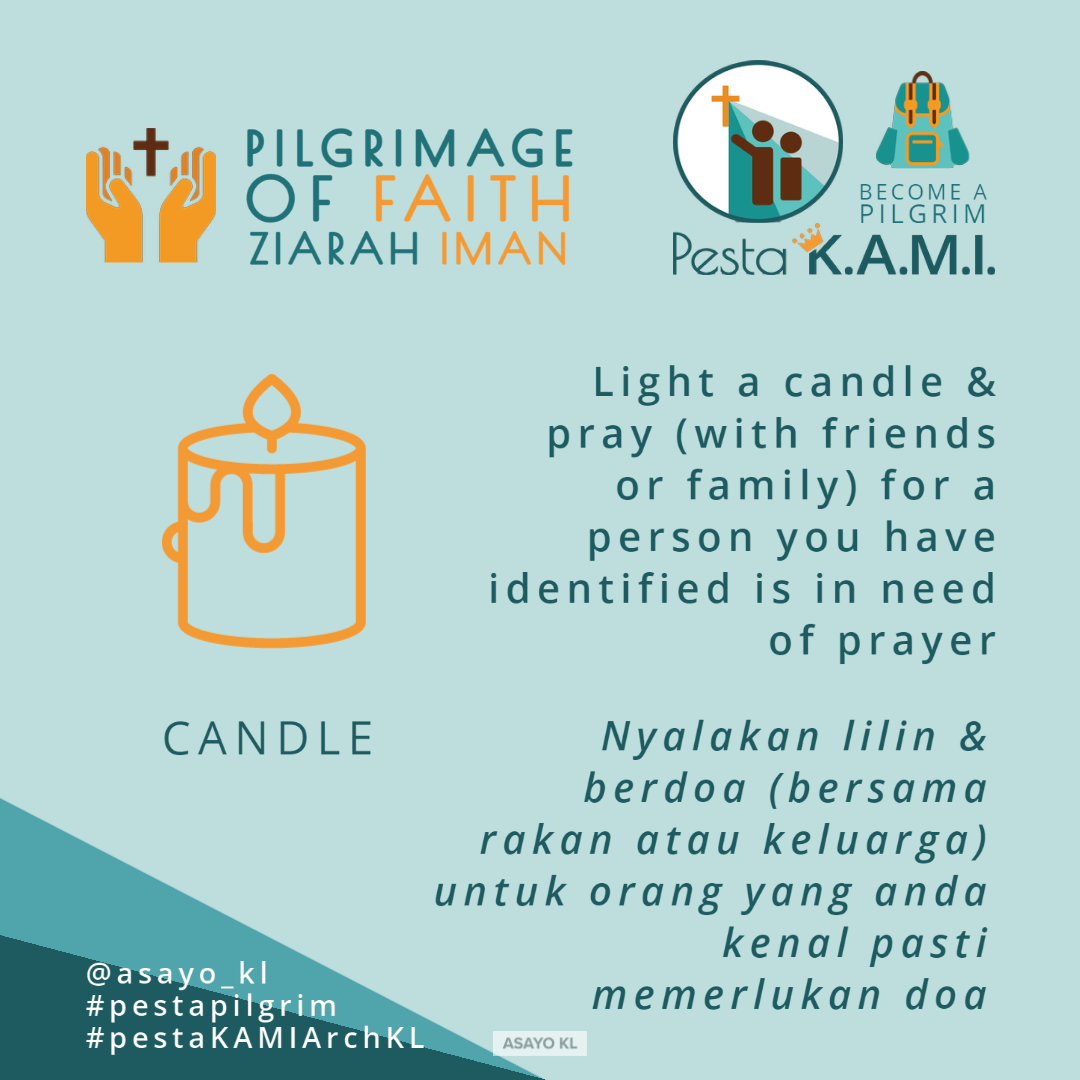 PILGRIMAGE
OF FAITH
ZIARAH IMAN
BECOME A
PILGRIM
Pesta K.A.M.I.
Light a candle &
pray (with friends
or family) for a
person you have
identified is in need
of prayer
CANDLE
Nyalakan lilin &
berdoa (bersama
rakan atau keluarga)
untuk orang yang anda
kenal pasti
memerlukan doa
@asayo_kl
#pestapilgrim
#pestaKAMIArchKL
ASAYO KL